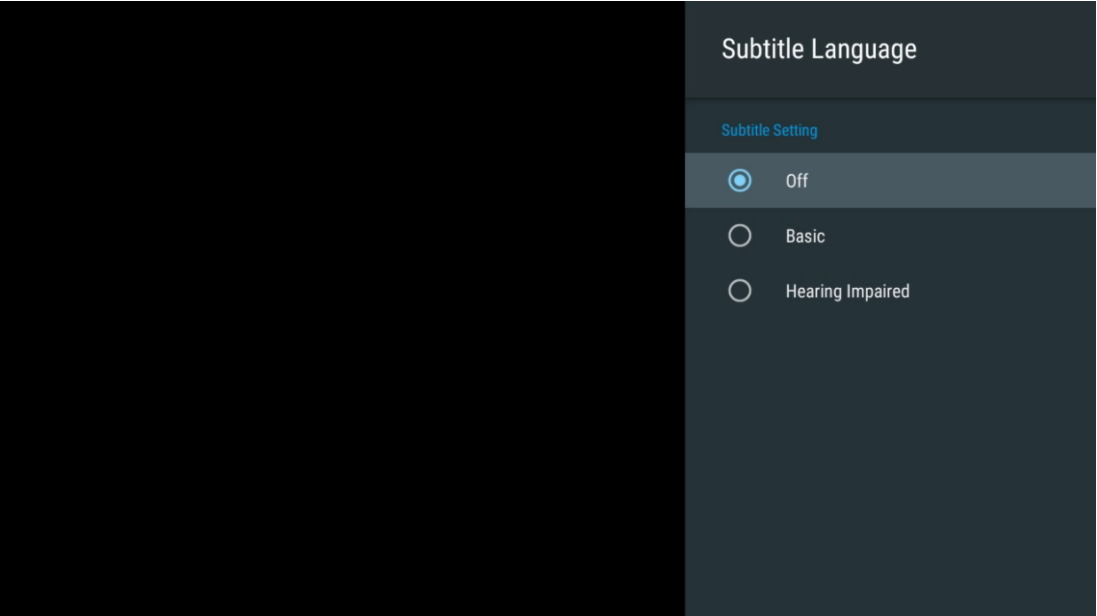 Subtitle Language
Subtitle Setting
Off
Basic
Hearing Impaired